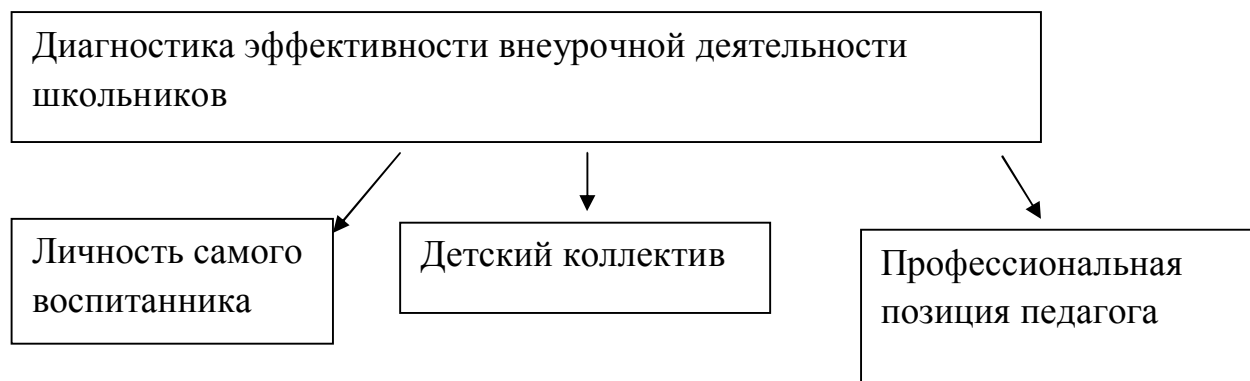 Диагностика эффективности внеурочной деятельности
школьников
Личность самого
воспитанника
Детский коллектив
Профессиональная
позиция педагога